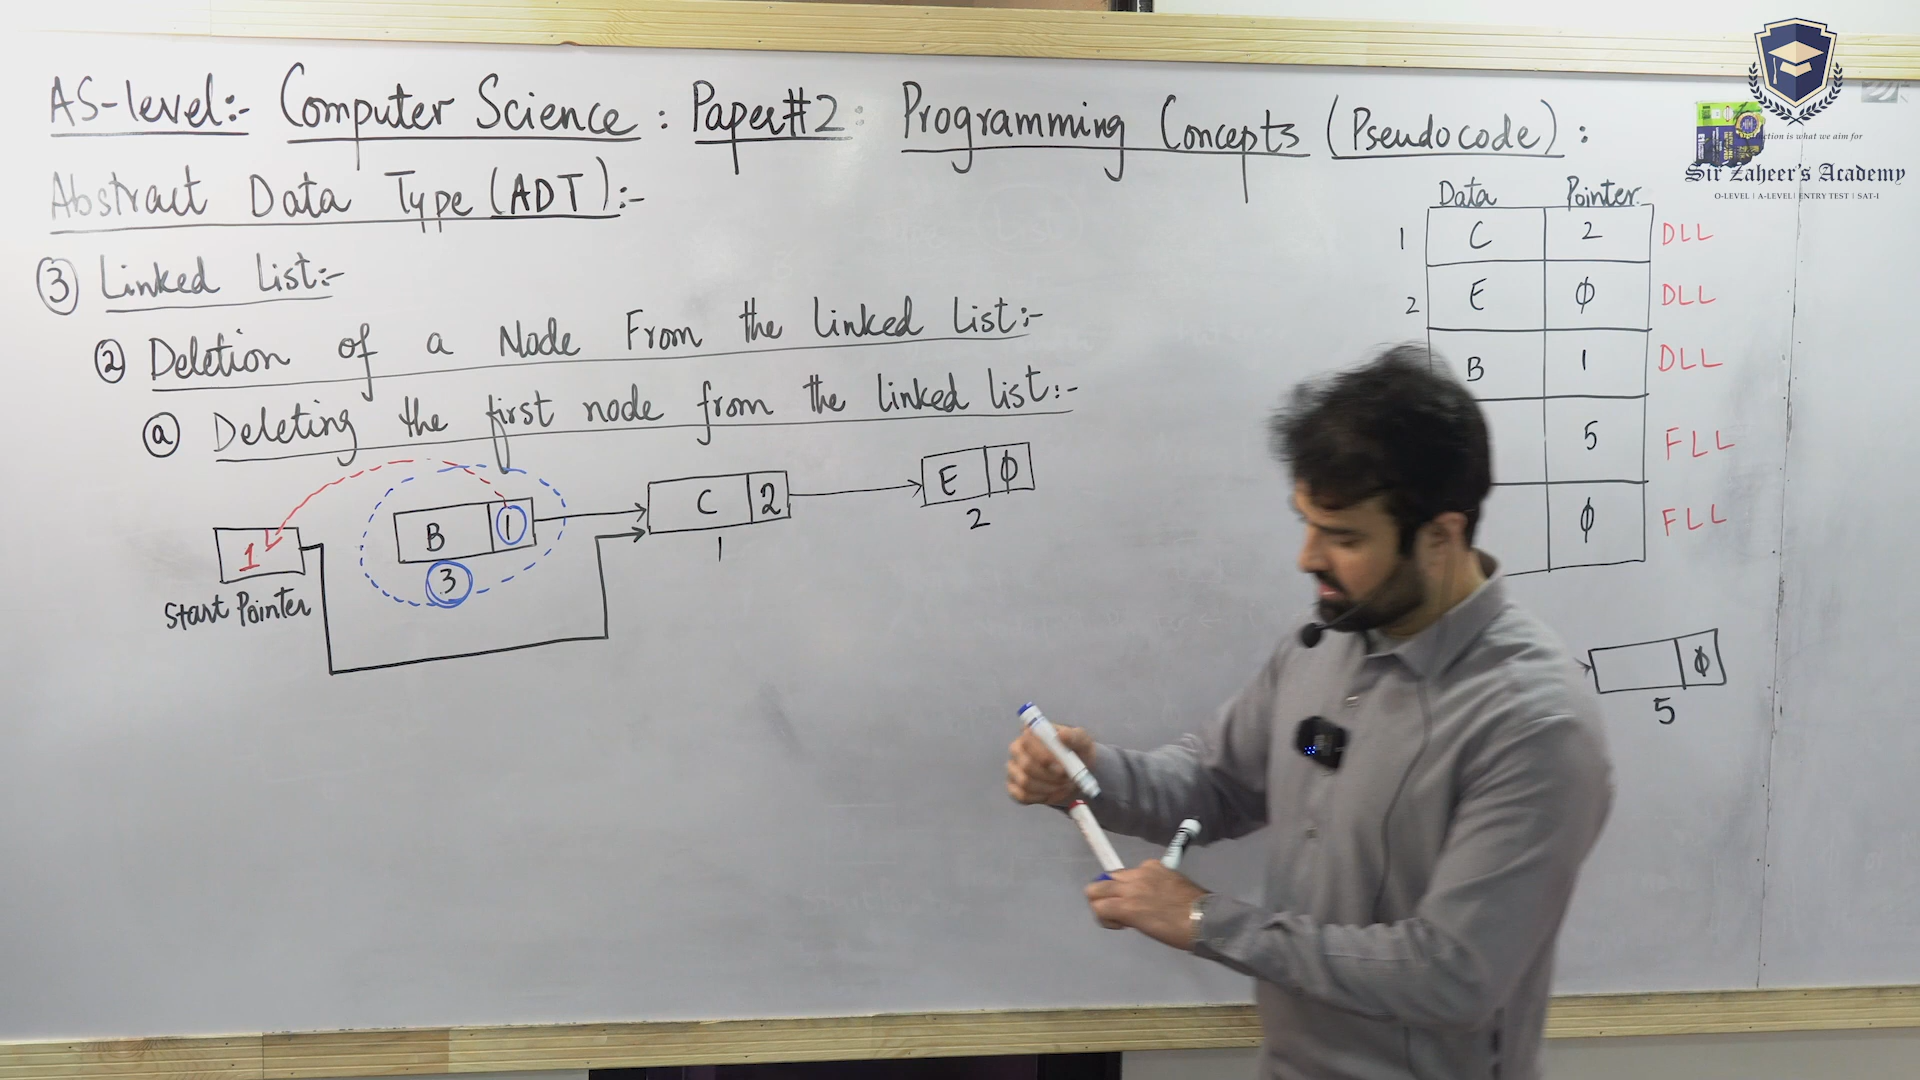 AS-level:- Computer Science : Paper#2 : Programming Concepts (Pseudocode) :
Abstract Data Type (ADT):-
③ Linked List:-
② Deletion of a Node From the linked list:-
ⓐ Deleting the first node from the linked list:-
1
Start Pointer
B 1
3
C 2
1
E Ø
2
Data Pointer
1 C 2 DLL
2 E Ø DLL
B 1 DLL
5 FLL
Ø FLL
Ø
5
Sir Zaheer's Academy
O-LEVEL | A-LEVEL | ENTRY TEST | SAT-I